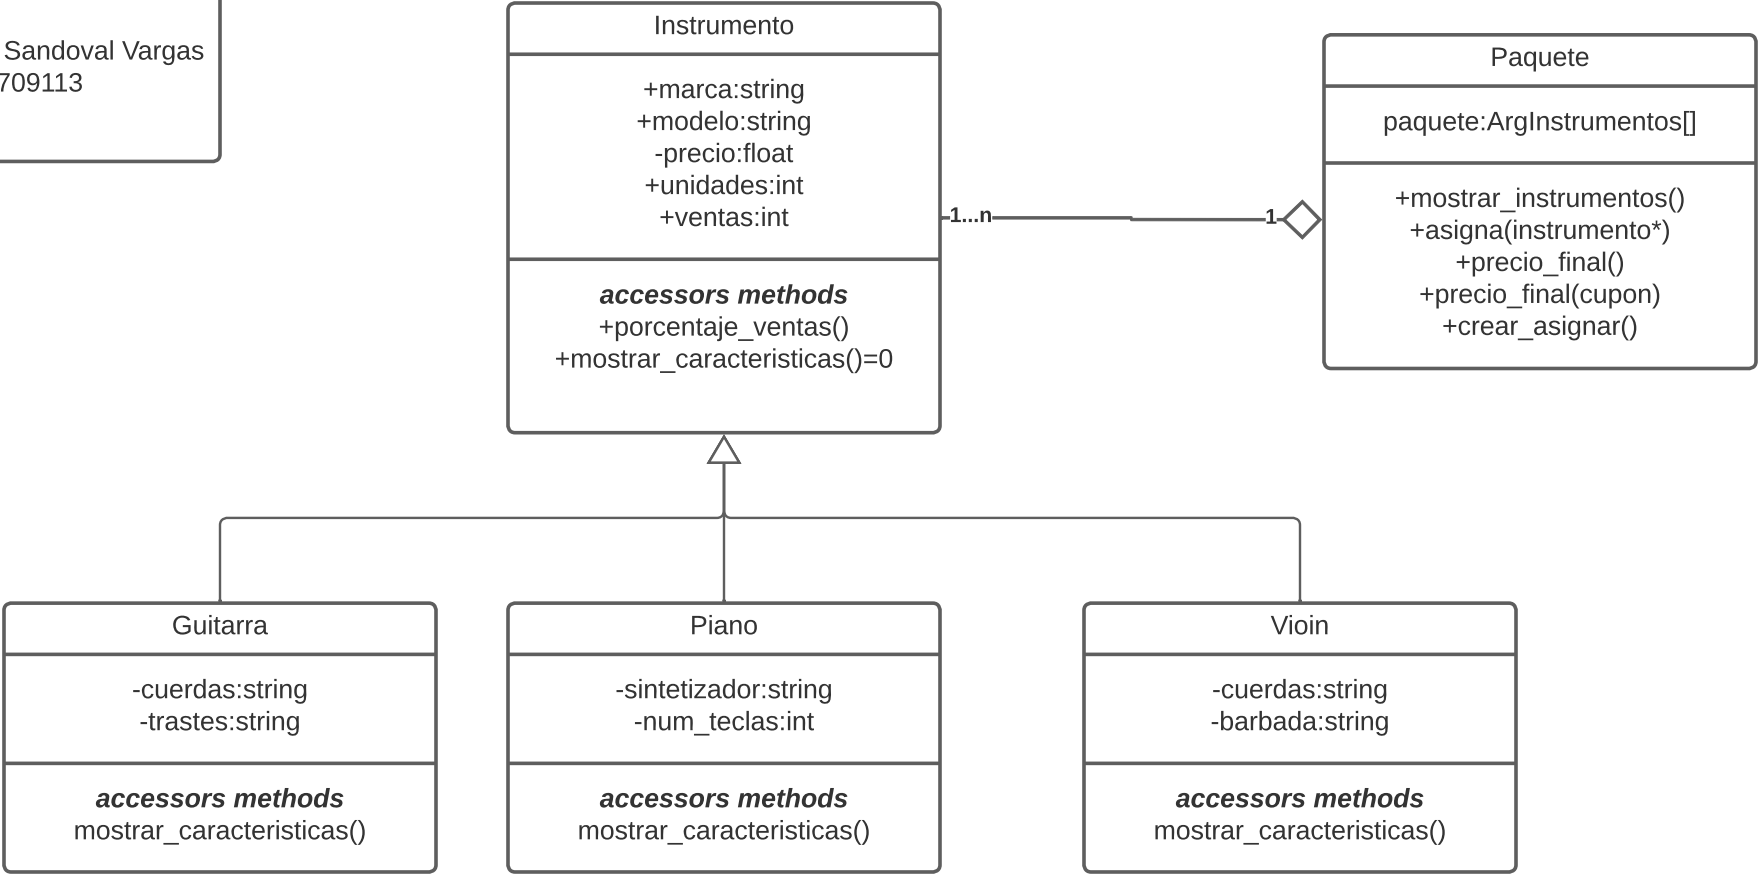 Sandoval Vargas
709113
Instrumento
+marca:string
+modelo:string
-precio:float
+unidades:int
+ventas:int
accessors methods
+porcentaje_ventas()
+mostrar_caracteristicas()=0
1...n
1
Paquete
paquete:ArgInstrumentos[]
+mostrar_instrumentos()
+asigna(instrumento*)
+precio_final()
+precio_final(cupon)
+crear_asignar()
Guitarra
-cuerdas:string
-trastes:string
accessors methods
mostrar_caracteristicas()
Piano
-sintetizador:string
-num_teclas:int
accessors methods
mostrar_caracteristicas()
Vioin
-cuerdas:string
-barbada:string
accessors methods
mostrar_caracteristicas()